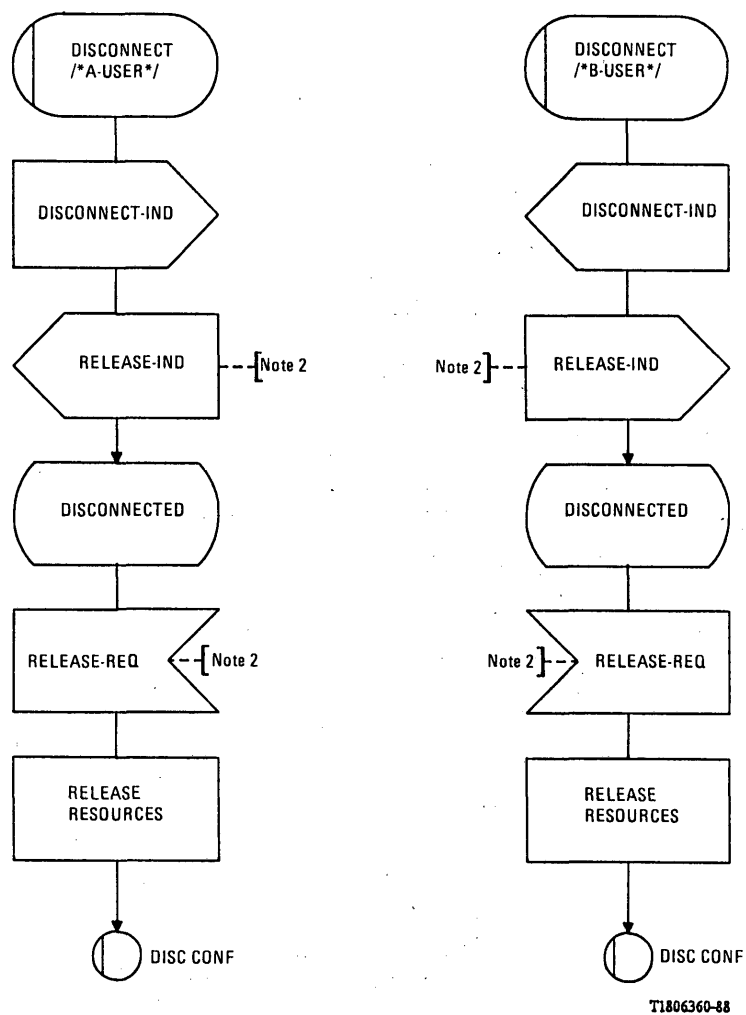 DISCONNECT
/*A-USER*/
DISCONNECT-IND
RELEASE-IND
Note 2
DISCONNECTED
RELEASE-REQ
Note 2
RELEASE
RESOURCES
DISC CONF
DISCONNECT
/*B-USER*/
DISCONNECT-IND
Note 2
RELEASE-IND
DISCONNECTED
Note 2
RELEASE-REQ
RELEASE
RESOURCES
DISC CONF
T1806360-88